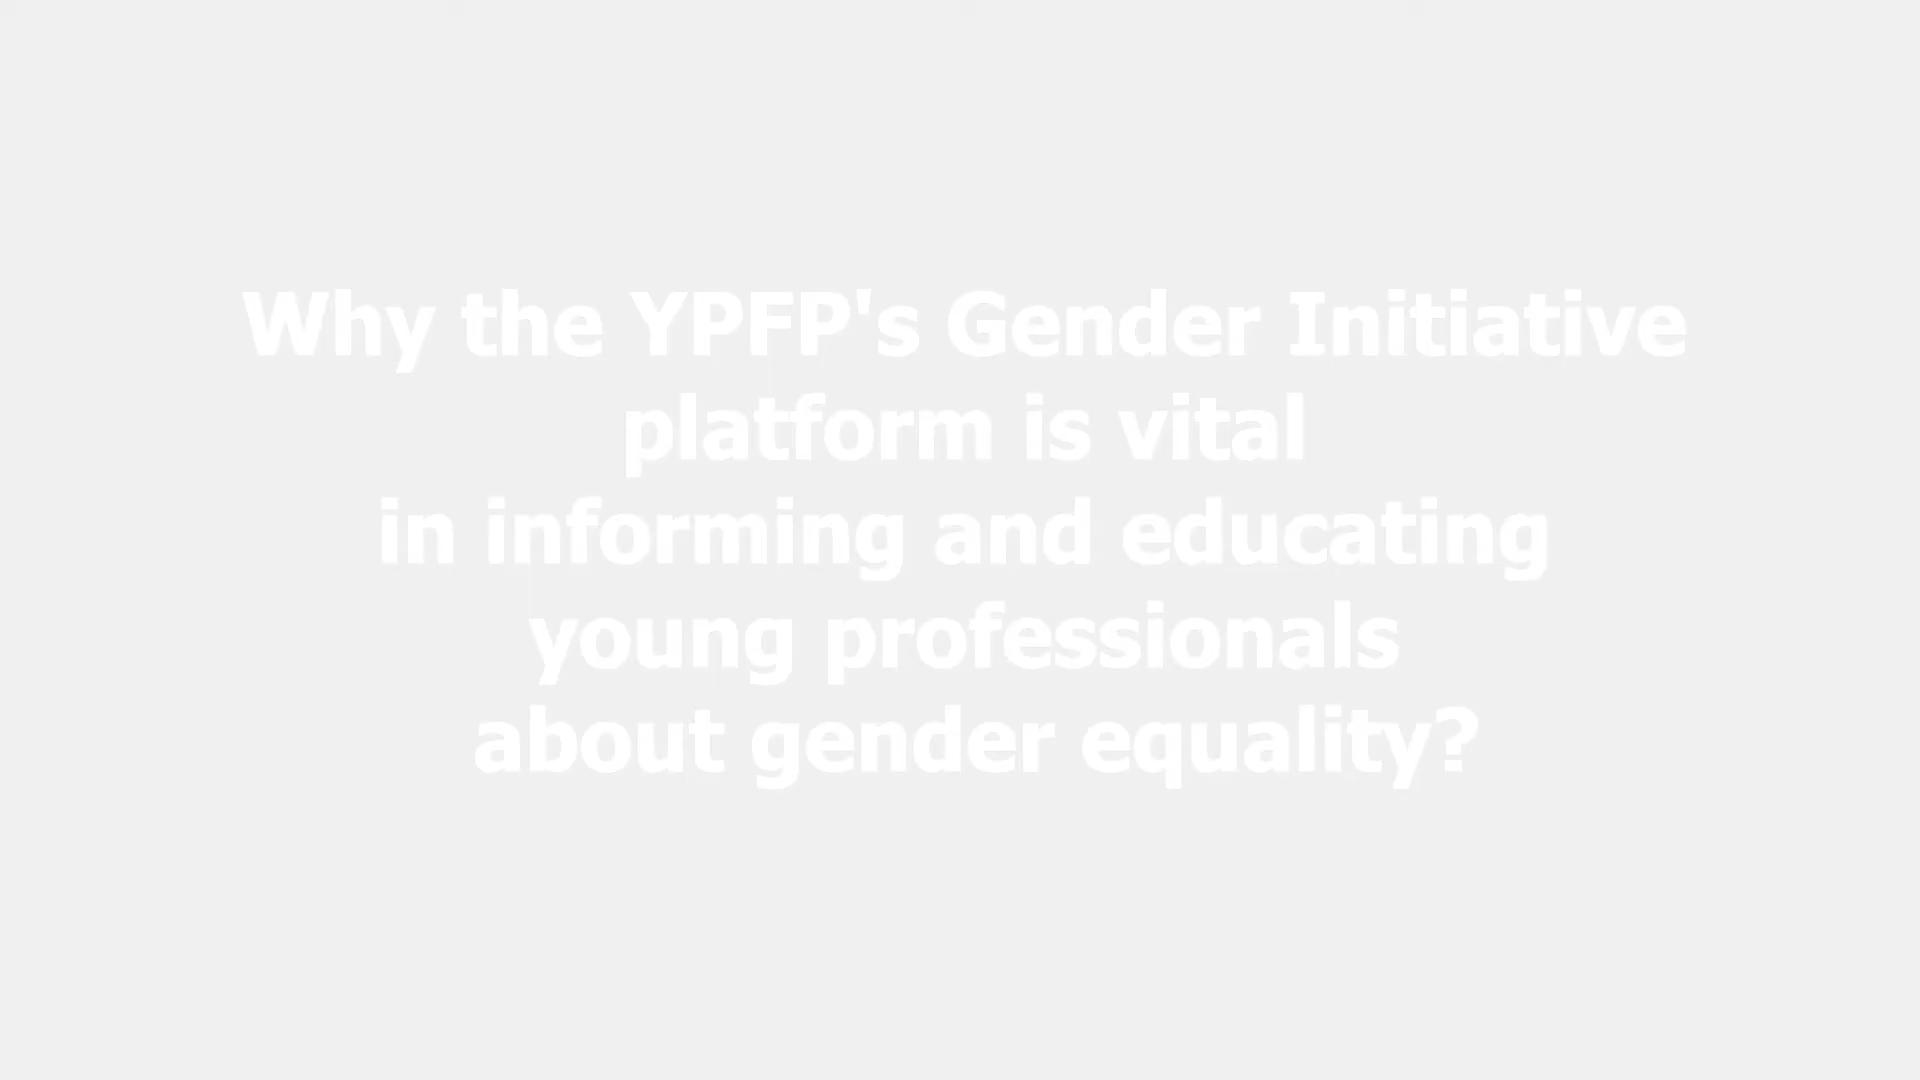 Why the YPFP's Gender Initiative
platform is vital
in informing and educating
young professionals
about gender equality?